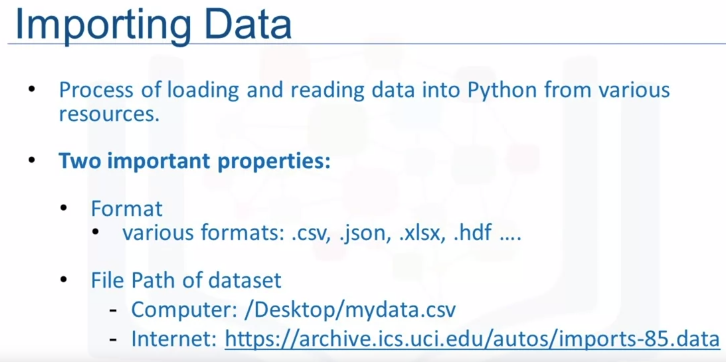 Importing Data
• Process of loading and reading data into Python from various
resources.
• Two important properties:
• Format
• various formats: .csv, .json, .xlsx, .hdf ....
• File Path of dataset
- Computer: /Desktop/mydata.csv
- Internet: https://archive.ics.uci.edu/autos/imports-85.data